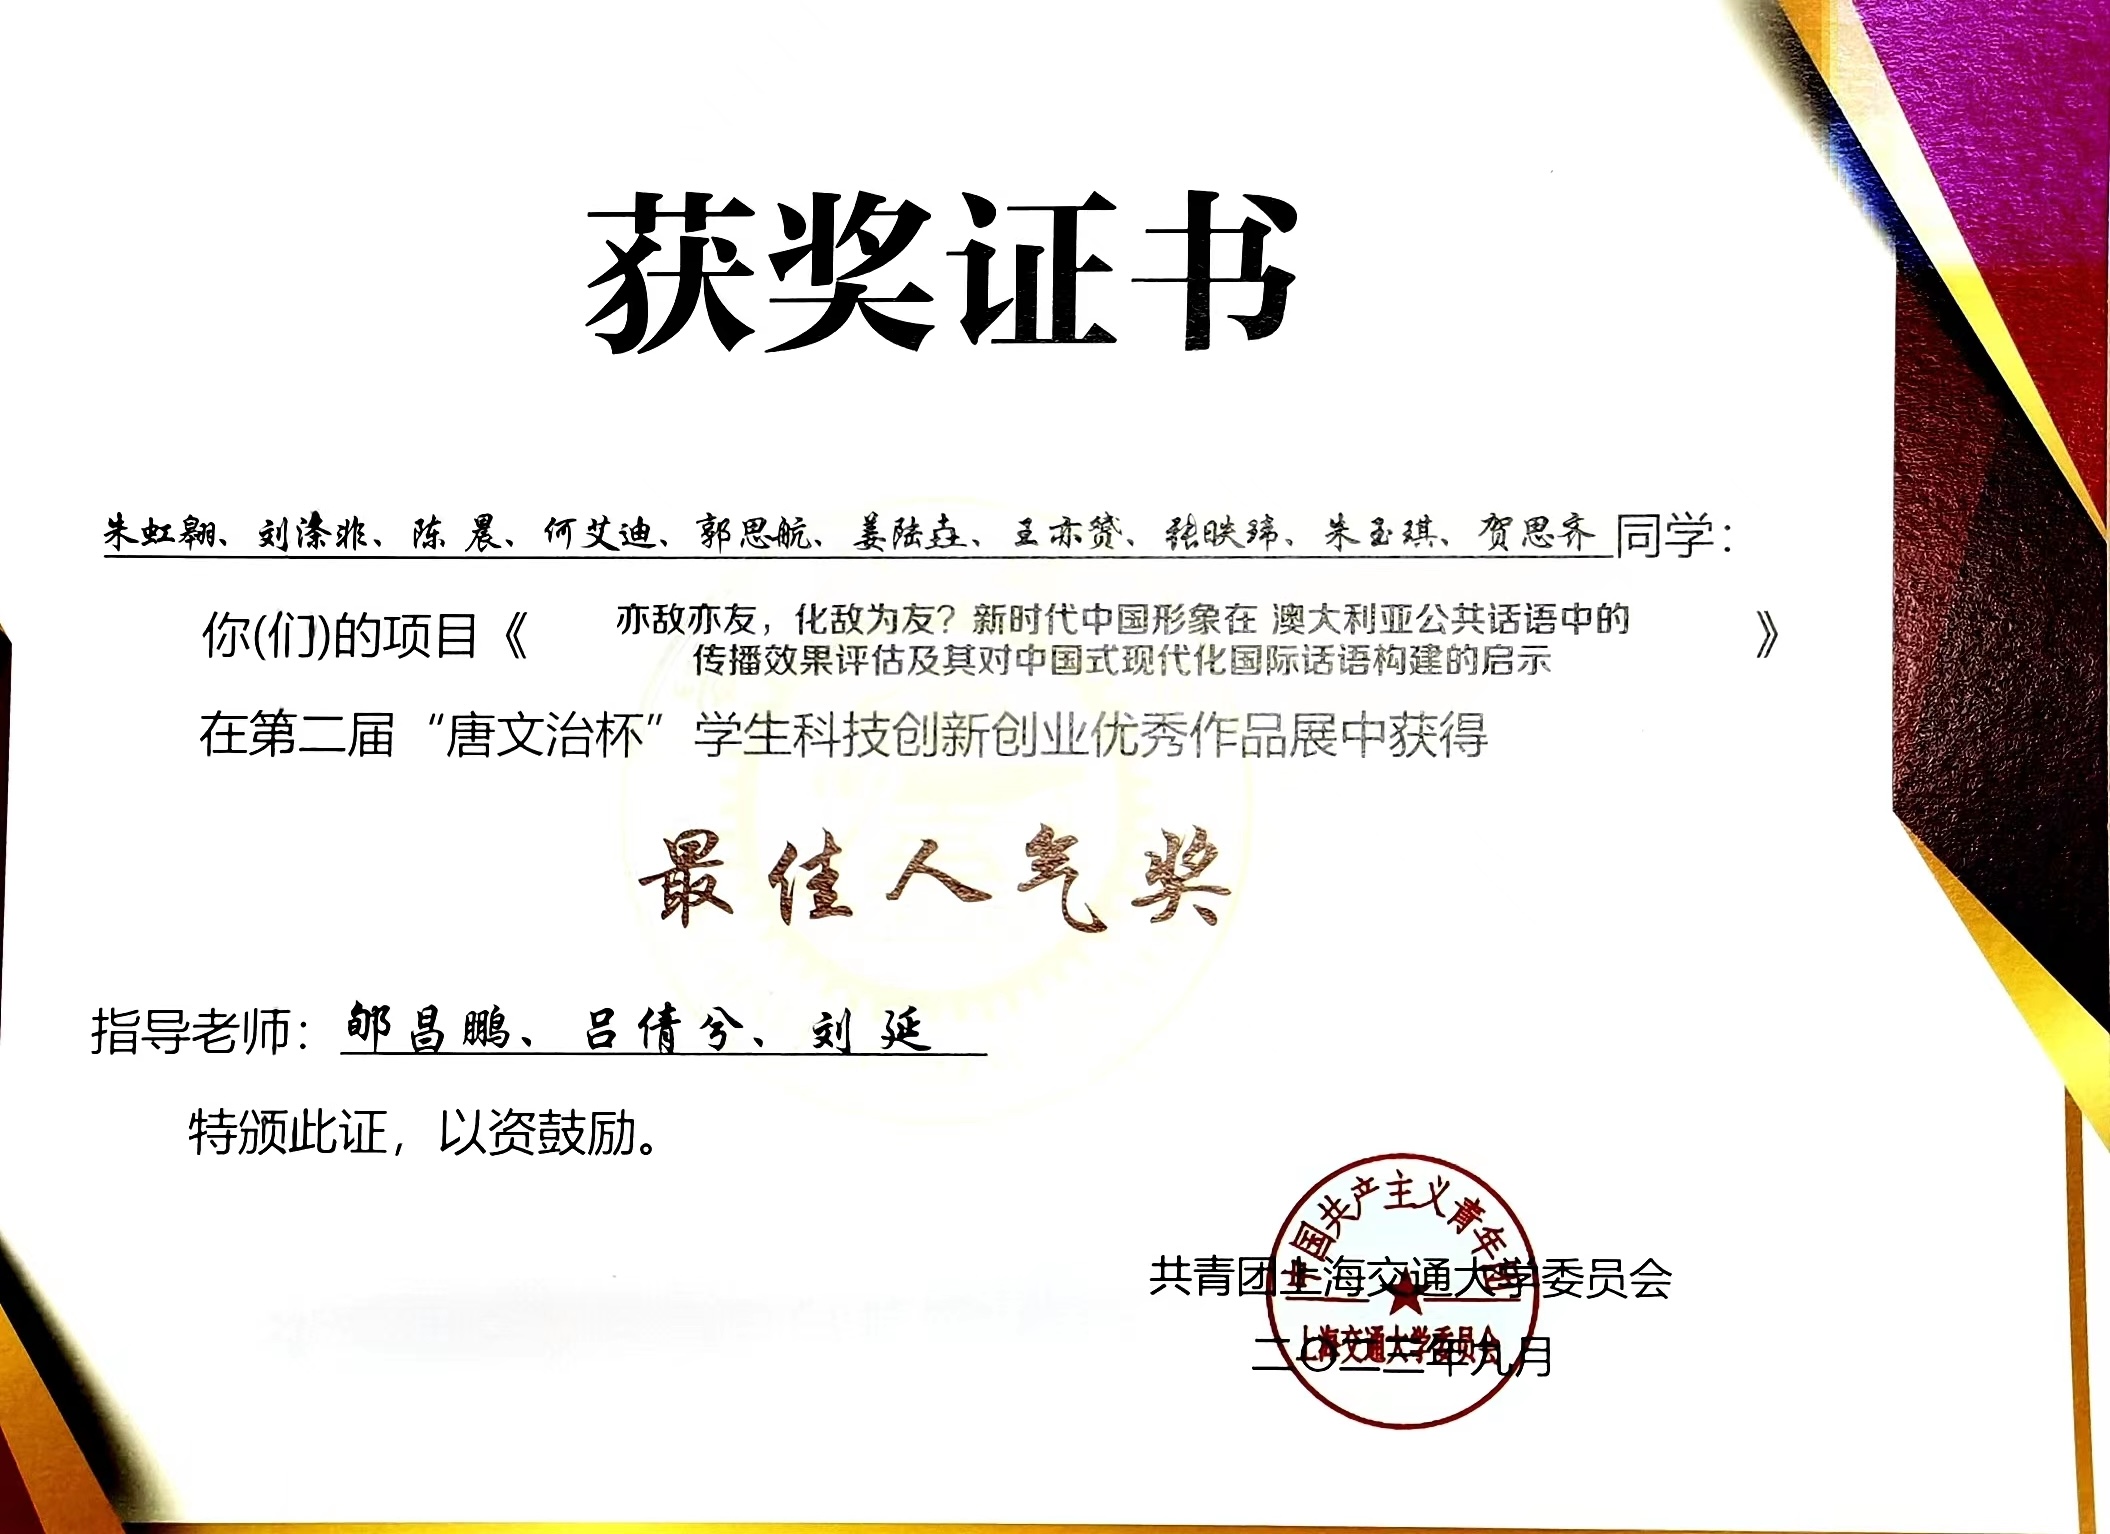 获奖证书
朱虹翱、刘涤非、陈晨、何艾迪、郭思航、姜陆垚、王亦赟、张昳玮、朱玉琪、贺思齐同学：
你(们)的项目《亦敌亦友，化敌为友？新时代中国形象在 澳大利亚公共话语中的
传播效果评估及其对中国式现代化国际话语构建的启示》
在第二届“唐文治杯”学生科技创新创业优秀作品展中获得
最佳人气奖
指导老师：郇昌鹏、吕倩兮、刘延
特颁此证，以资鼓励。
中国共产主义青年团
共青团上海交通大学委员会
上海交通大学委员会
二〇二三年九月